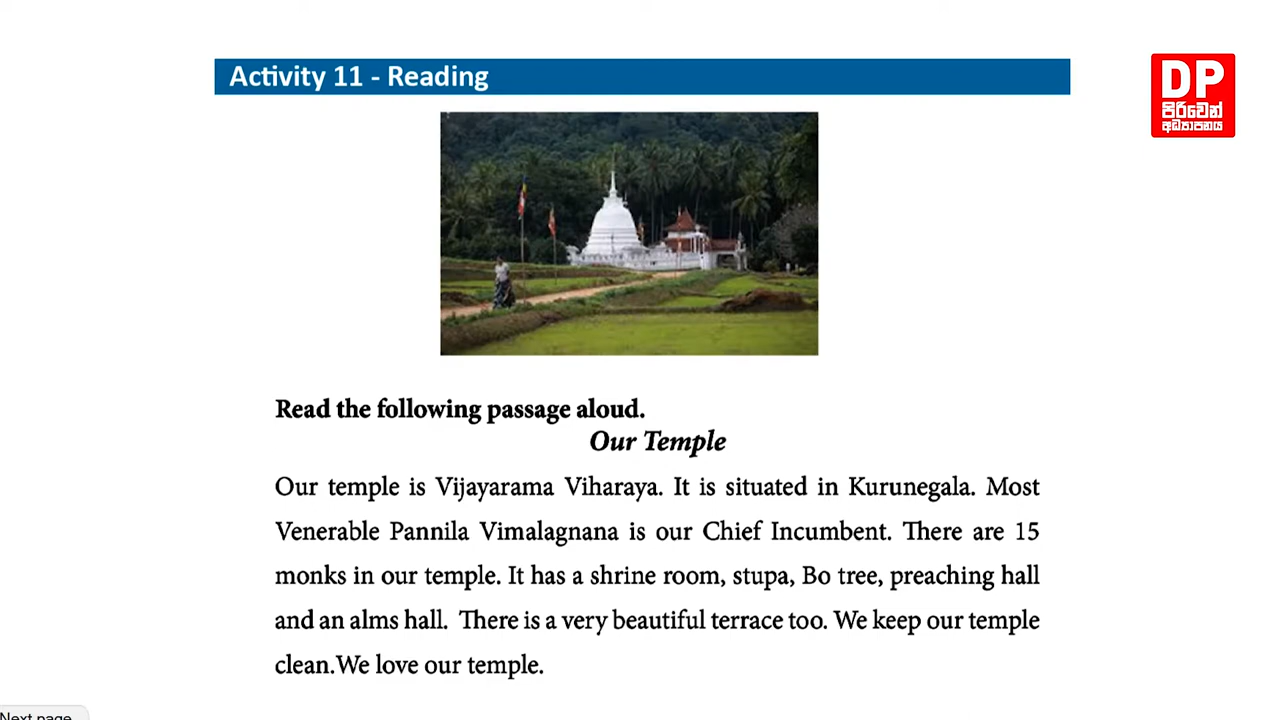 Activity 11 - Reading
DP
පිරිවෙන්
අධ්‍යාපනය
Read the following passage aloud.
Our Temple
Our temple is Vijayarama Viharaya. It is situated in Kurunegala. Most
Venerable Pannila Vimalagnana is our Chief Incumbent. There are 15
monks in our temple. It has a shrine room, stupa, Bo tree, preaching hall
and an alms hall. There is a very beautiful terrace too. We keep our temple
clean.We love our temple.
Next page